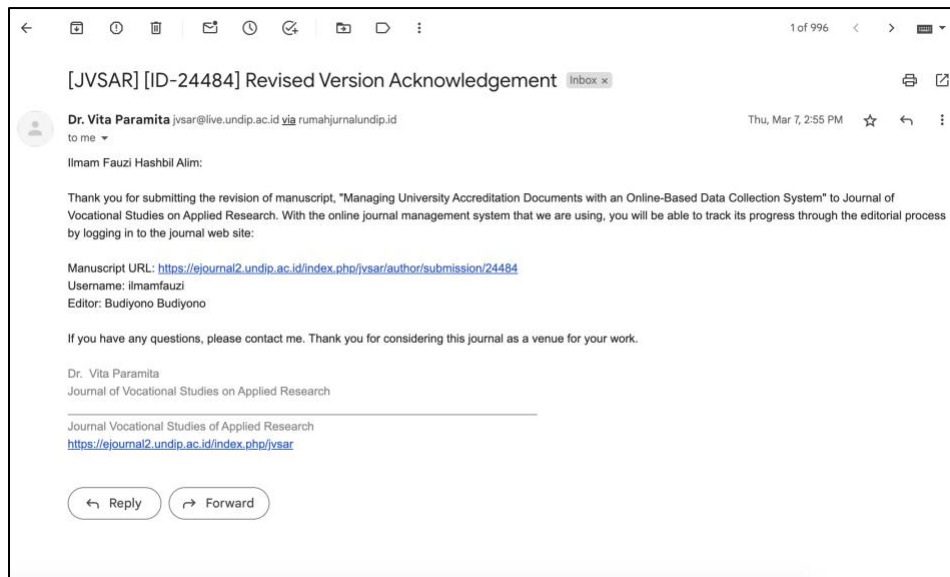 1 of 996
[JVSAR] [ID-24484] Revised Version Acknowledgement Inbox ×
Dr. Vita Paramita jvsar@live.undip.ac.id via rumahjurnalundip.id Thu, Mar 7, 2:55 PM
to me
Ilmam Fauzi Hashbil Alim:
Thank you for submitting the revision of manuscript, "Managing University Accreditation Documents with an Online-Based Data Collection System" to Journal of
Vocational Studies on Applied Research. With the online journal management system that we are using, you will be able to track its progress through the editorial process
by logging in to the journal web site:
Manuscript URL: https://ejournal2.undip.ac.id/index.php/jvsar/author/submission/24484
Username: ilmamfauzi
Editor: Budiyono Budiyono
If you have any questions, please contact me. Thank you for considering this journal as a venue for your work.
Dr. Vita Paramita
Journal of Vocational Studies on Applied Research
Journal Vocational Studies of Applied Research
https://ejournal2.undip.ac.id/index.php/jvsar
Reply Forward